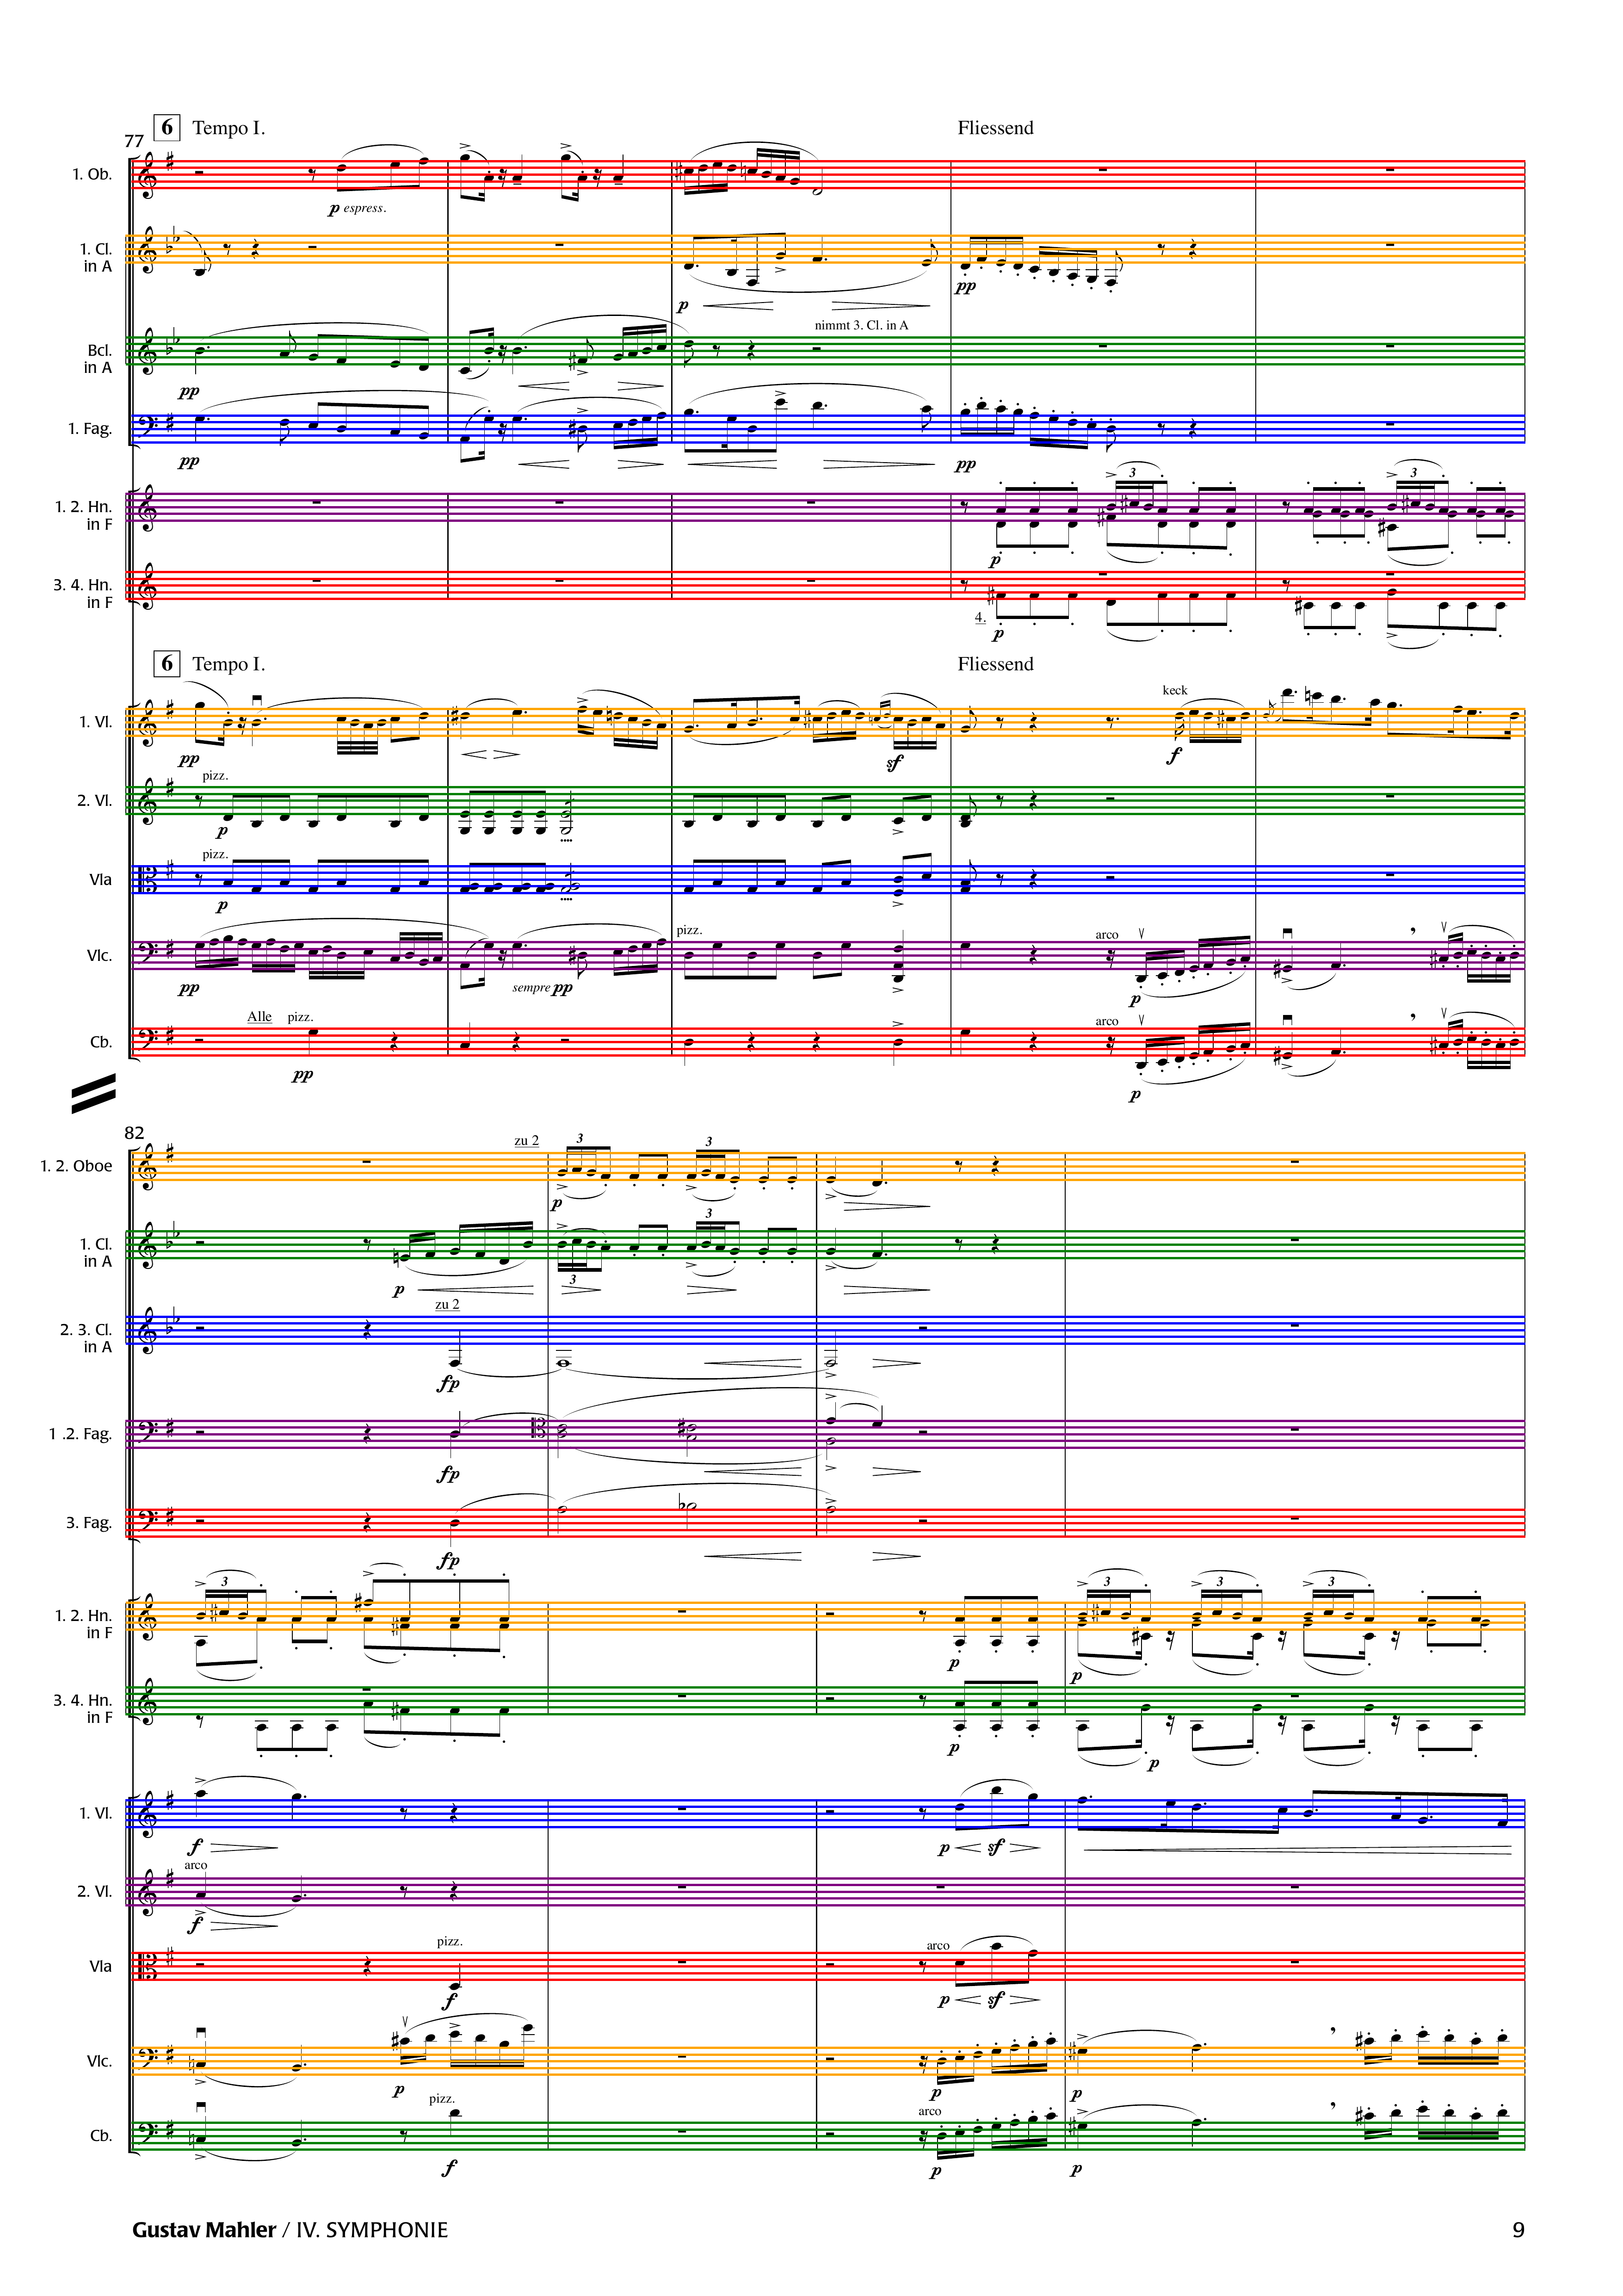 6 Tempo I. Fliessend
77
1. Ob.
p espress.
1. Cl.
in A
p pp
nimmt 3. Cl. in A
Bcl.
in A
pp
1. Fag.
pp pp
3 3
1. 2. Hn.
in F
p
3. 4. Hn.
in F
4. p
6 Tempo I. Fliessend
keck
1. Vl.
pp sf f
pizz.
2. Vl.
p
pizz.
Vla
p
pizz. arco
Vlc.
pp sempre pp p
Alle pizz. arco
Cb.
pp p
82
zu 2 3 3
1. 2. Oboe
p
3
1. Cl.
in A
p 3
zu 2
2. 3. Cl.
in A
fp
1 .2. Fag.
fp
3. Fag.
fp
3 3 3 3
1. 2. Hn.
in F
p p
3. 4. Hn.
in F
p p
1. Vl.
f p sf
arco
2. Vl.
f
pizz. arco
Vla
f p sf
Vlc.
p p p
pizz. arco
Cb.
f p p
Gustav Mahler / IV. SYMPHONIE 9